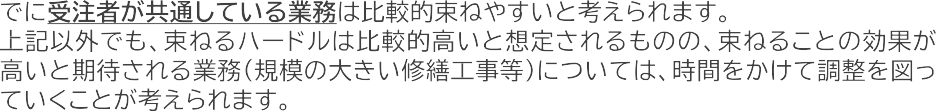 でに受注者が共通している業務は比較的束ねやすいと考えられます。
上記以外でも、束ねるハードルは比較的高いと想定されるものの、束ねることの効果が
高いと期待される業務（規模の大きい修繕工事等）については、時間をかけて調整を図っ
ていくことが考えられます。